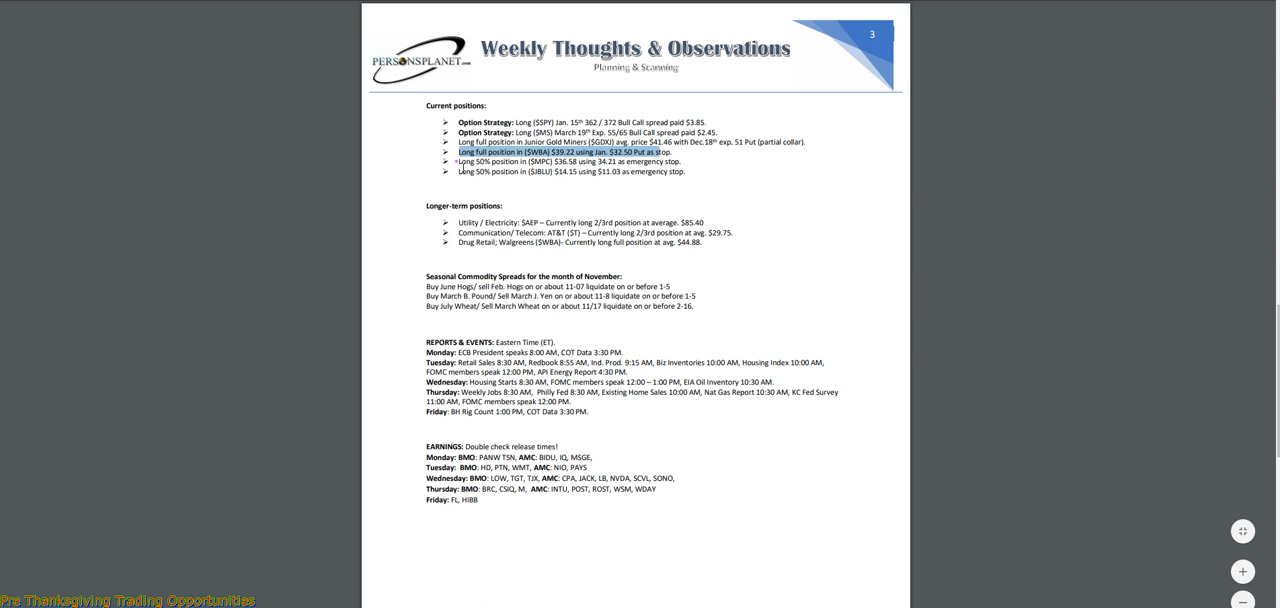 3
PERSONSPLANET.com
Weekly Thoughts & Observations
Planning & Scanning
Current positions:
➢ Option Strategy: Long ($SPY) Jan. 15th 362 / 372 Bull Call spread paid $3.85.
➢ Option Strategy: Long ($MS) March 19th Exp. 55/65 Bull Call spread paid $2.45.
➢ Long full position in Junior Gold Miners ($GDXJ) avg. price $41.46 with Dec.18th exp. 51 Put (partial collar).
➢ Long full position in ($WBA) $39.22 using Jan. $32.50 Put as stop.
➢ Long 50% position in ($MPC) $36.58 using 34.21 as emergency stop.
➢ Long 50% position in ($JBLU) $14.15 using $11.03 as emergency stop.
Longer-term positions:
➢ Utility / Electricity: $AEP – Currently long 2/3rd position at average. $85.40
➢ Communication/ Telecom: AT&T ($T) – Currently long 2/3rd position at avg. $29.75.
➢ Drug Retail; Walgreens ($WBA)- Currently long full position at avg. $44.88.
Seasonal Commodity Spreads for the month of November:
Buy June Hogs/ sell Feb. Hogs on or about 11-07 liquidate on or before 1-5
Buy March B. Pound/ Sell March J. Yen on or about 11-8 liquidate on or before 1-5
Buy July Wheat/ Sell March Wheat on or about 11/17 liquidate on or before 2-16.
REPORTS & EVENTS: Eastern Time (ET).
Monday: ECB President speaks 8:00 AM, COT Data 3:30 PM.
Tuesday: Retail Sales 8:30 AM, Redbook 8:55 AM, Ind. Prod. 9:15 AM, Biz Inventories 10:00 AM, Housing Index 10:00 AM,
FOMC members speak 12:00 PM, API Energy Report 4:30 PM.
Wednesday: Housing Starts 8:30 AM, FOMC members speak 12:00 – 1:00 PM, EIA Oil Inventory 10:30 AM.
Thursday: Weekly Jobs 8:30 AM, Philly Fed 8:30 AM, Existing Home Sales 10:00 AM, Nat Gas Report 10:30 AM, KC Fed Survey
11:00 AM, FOMC members speak 12:00 PM.
Friday: BH Rig Count 1:00 PM, COT Data 3:30 PM.
EARNINGS: Double check release times!
Monday: BMO: PANW TSN, AMC: BIDU, IQ, MSGE,
Tuesday: BMO: HD, PTN, WMT, AMC: NIO, PAYS
Wednesday: BMO: LOW, TGT, TJX, AMC: CPA, JACK, LB, NVDA, SCVL, SONO,
Thursday: BMO: BRC, CSIQ, M, AMC: INTU, POST, ROST, WSM, WDAY
Friday: FL, HIBB
Pre Thanksgiving Trading Opportunities